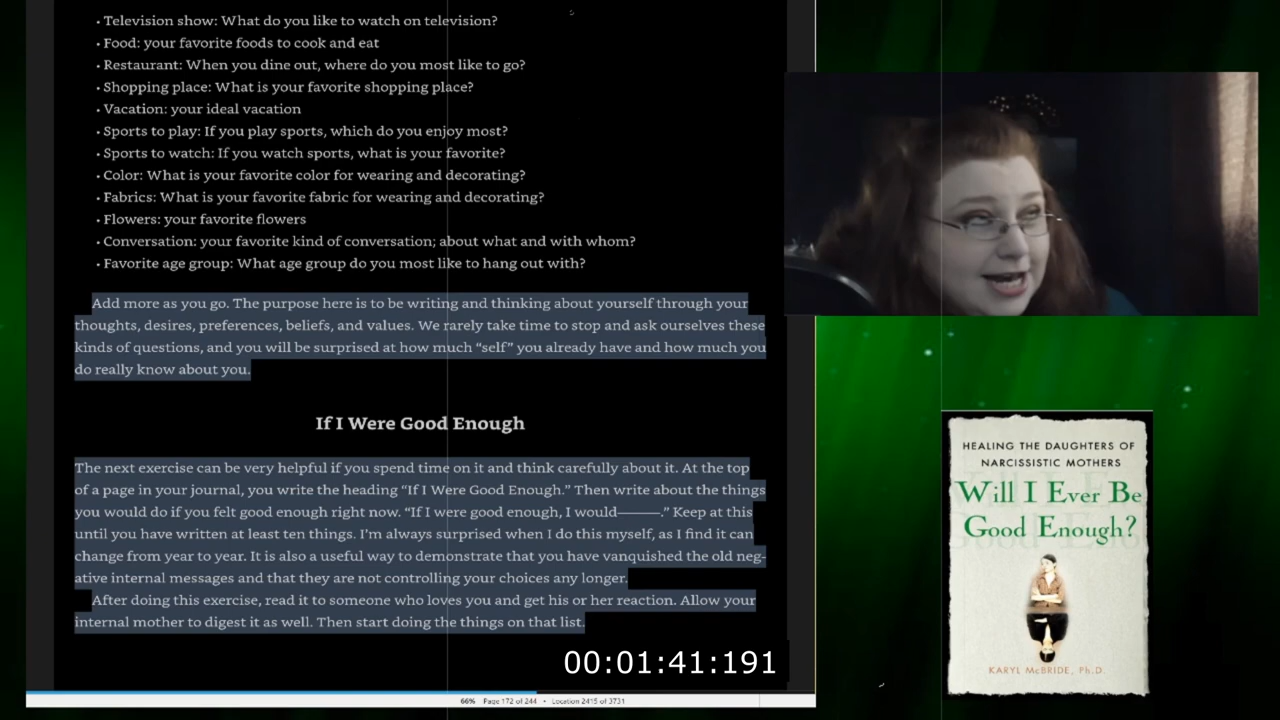 • Television show: What do you like to watch on television?
• Food: your favorite foods to cook and eat
• Restaurant: When you dine out, where do you most like to go?
• Shopping place: What is your favorite shopping place?
• Vacation: your ideal vacation
• Sports to play: If you play sports, which do you enjoy most?
• Sports to watch: If you watch sports, what is your favorite?
• Color: What is your favorite color for wearing and decorating?
• Fabrics: What is your favorite fabric for wearing and decorating?
• Flowers: your favorite flowers
• Conversation: your favorite kind of conversation; about what and with whom?
• Favorite age group: What age group do you most like to hang out with?
Add more as you go. The purpose here is to be writing and thinking about yourself through your
thoughts, desires, preferences, beliefs, and values. We rarely take time to stop and ask ourselves these
kinds of questions, and you will be surprised at how much “self” you already have and how much you
do really know about you.
If I Were Good Enough
The next exercise can be very helpful if you spend time on it and think carefully about it. At the top
of a page in your journal, you write the heading “If I Were Good Enough.” Then write about the things
you would do if you felt good enough right now. “If I were good enough, I would———.” Keep at this
until you have written at least ten things. I’m always surprised when I do this myself, as I find it can
change from year to year. It is also a useful way to demonstrate that you have vanquished the old neg-
ative internal messages and that they are not controlling your choices any longer.
After doing this exercise, read it to someone who loves you and get his or her reaction. Allow your
internal mother to digest it as well. Then start doing the things on that list.
00:01:41:191
66% Page 172 of 244 • Location 2415 of 3731
HEALING THE DAUGHTERS OF
NARCISSISTIC MOTHERS
Will I Ever Be
Good Enough?
KARYL McBRIDE, Ph.D.